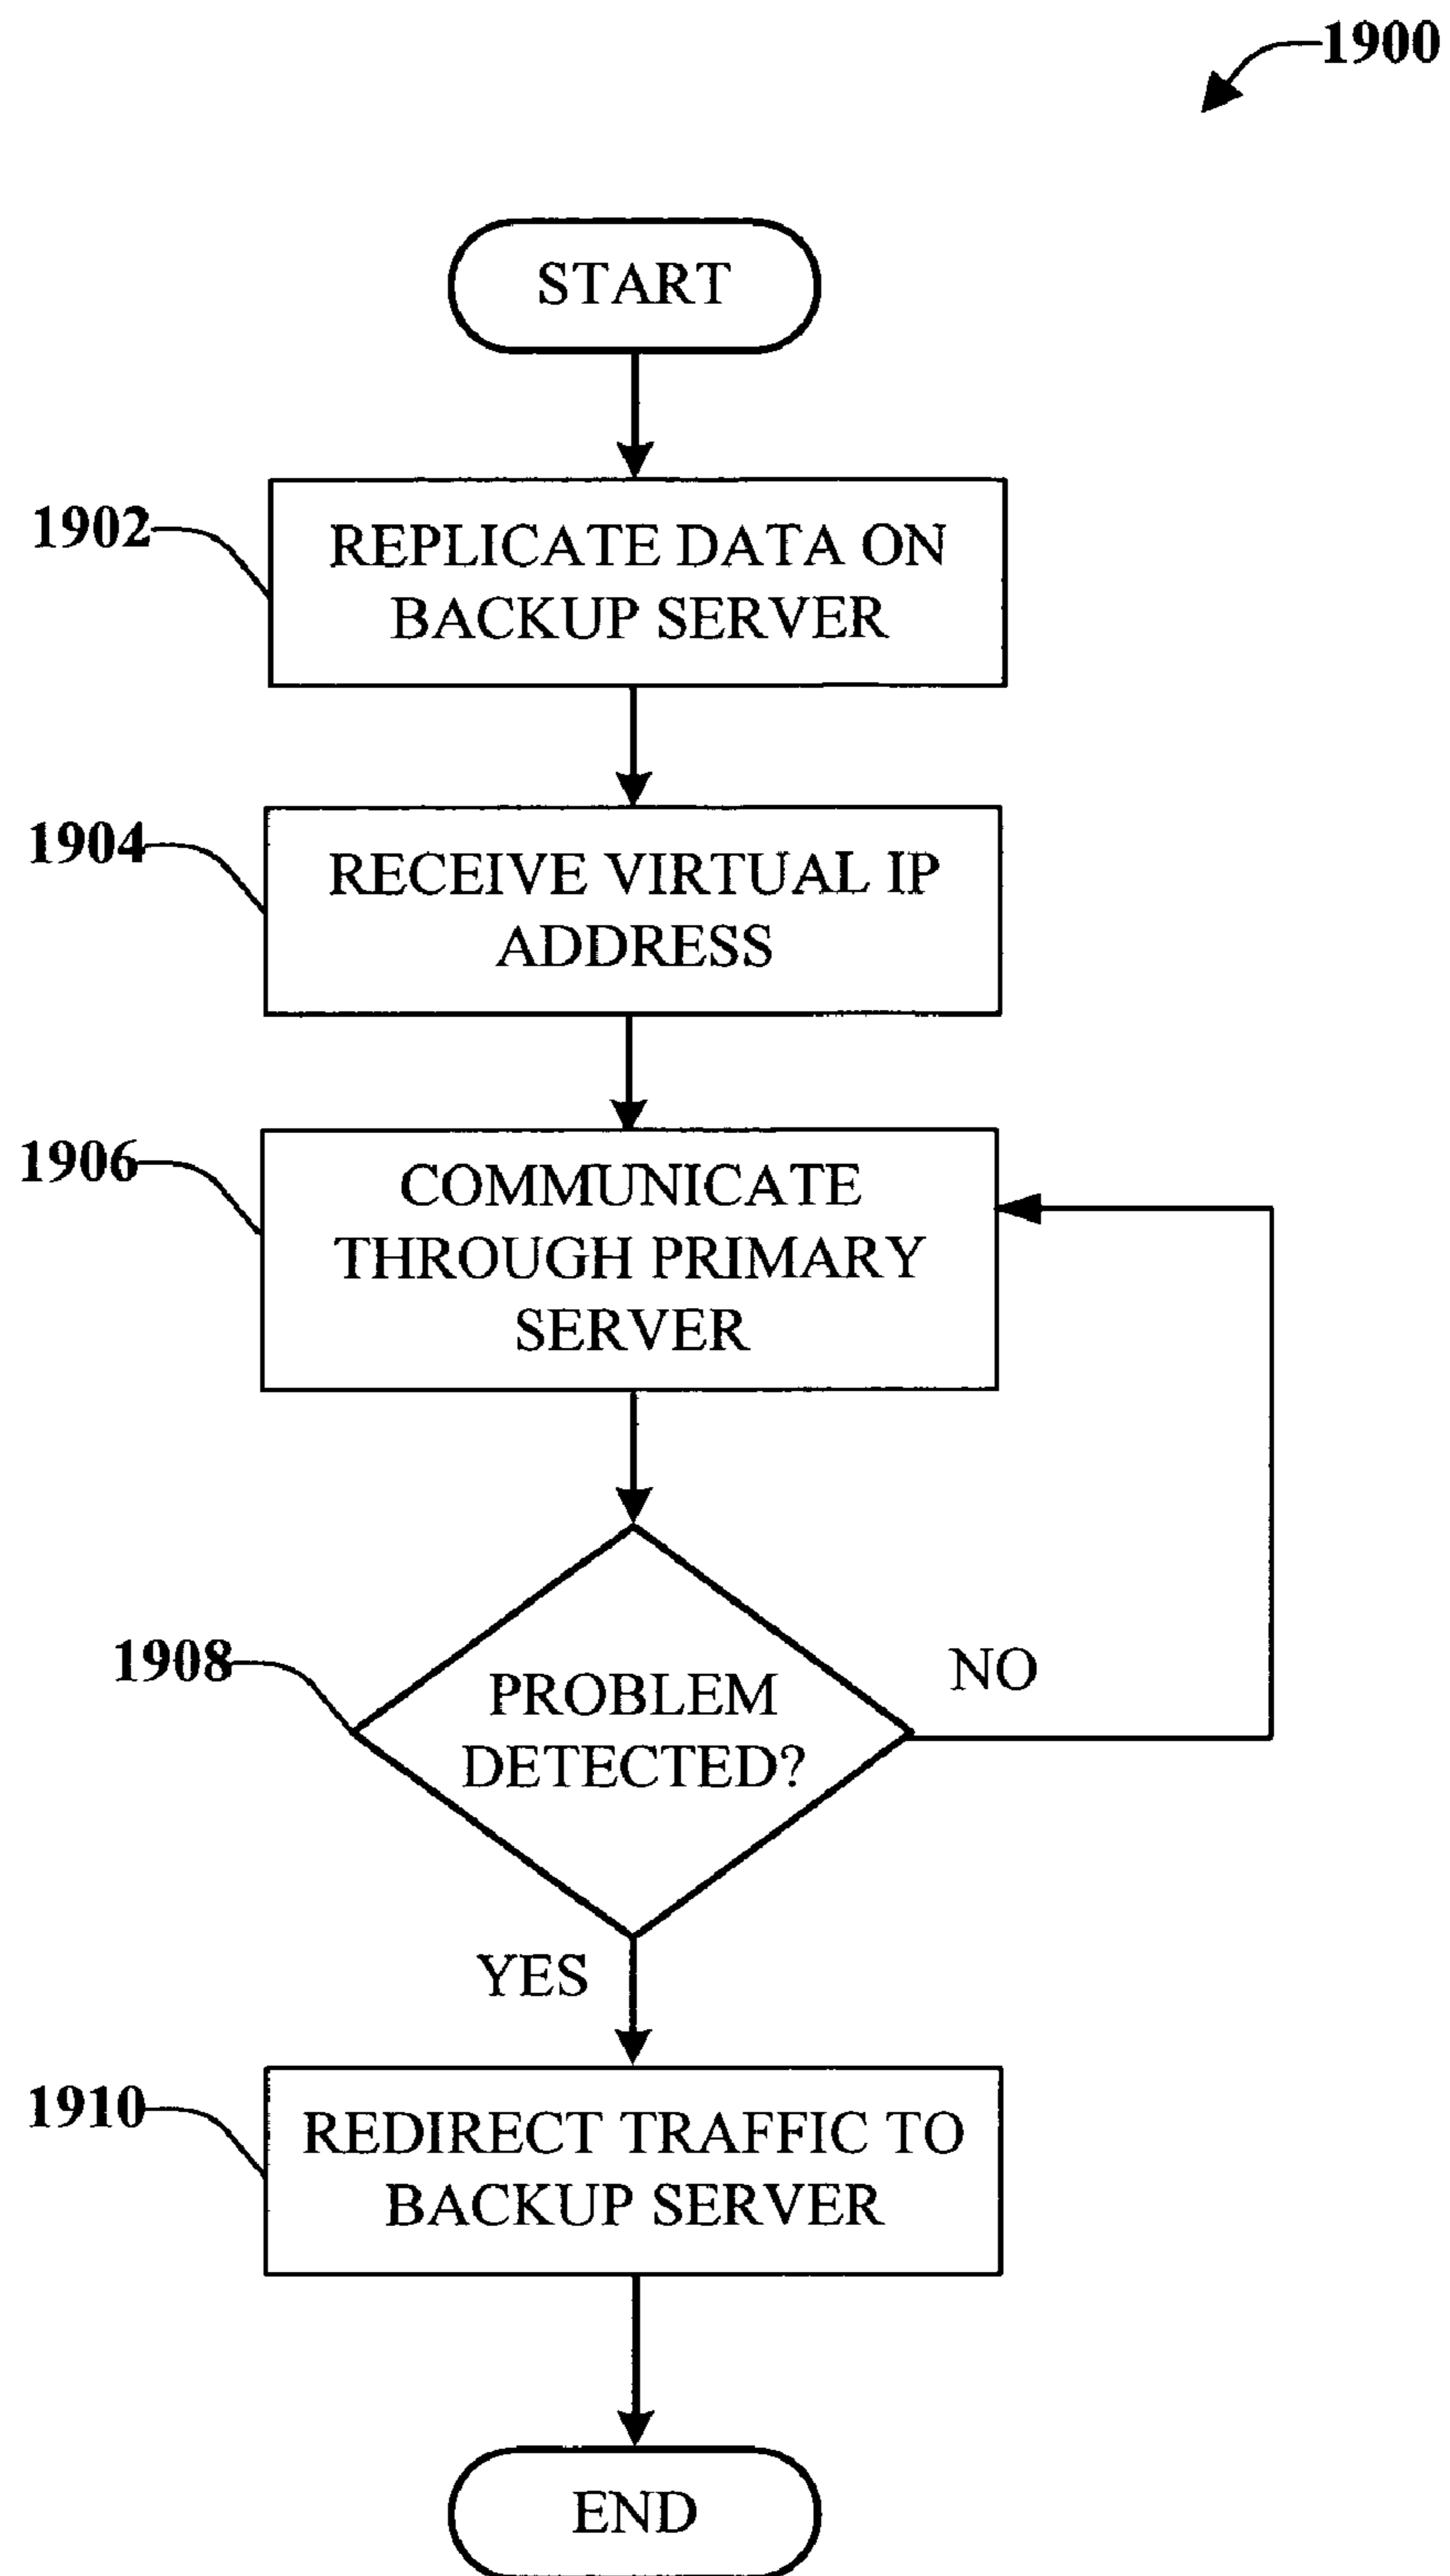 1900
START
1902
REPLICATE DATA ON
BACKUP SERVER
1904
RECEIVE VIRTUAL IP
ADDRESS
1906
COMMUNICATE
THROUGH PRIMARY
SERVER
1908
PROBLEM
DETECTED?
NO
YES
1910
REDIRECT TRAFFIC TO
BACKUP SERVER
END